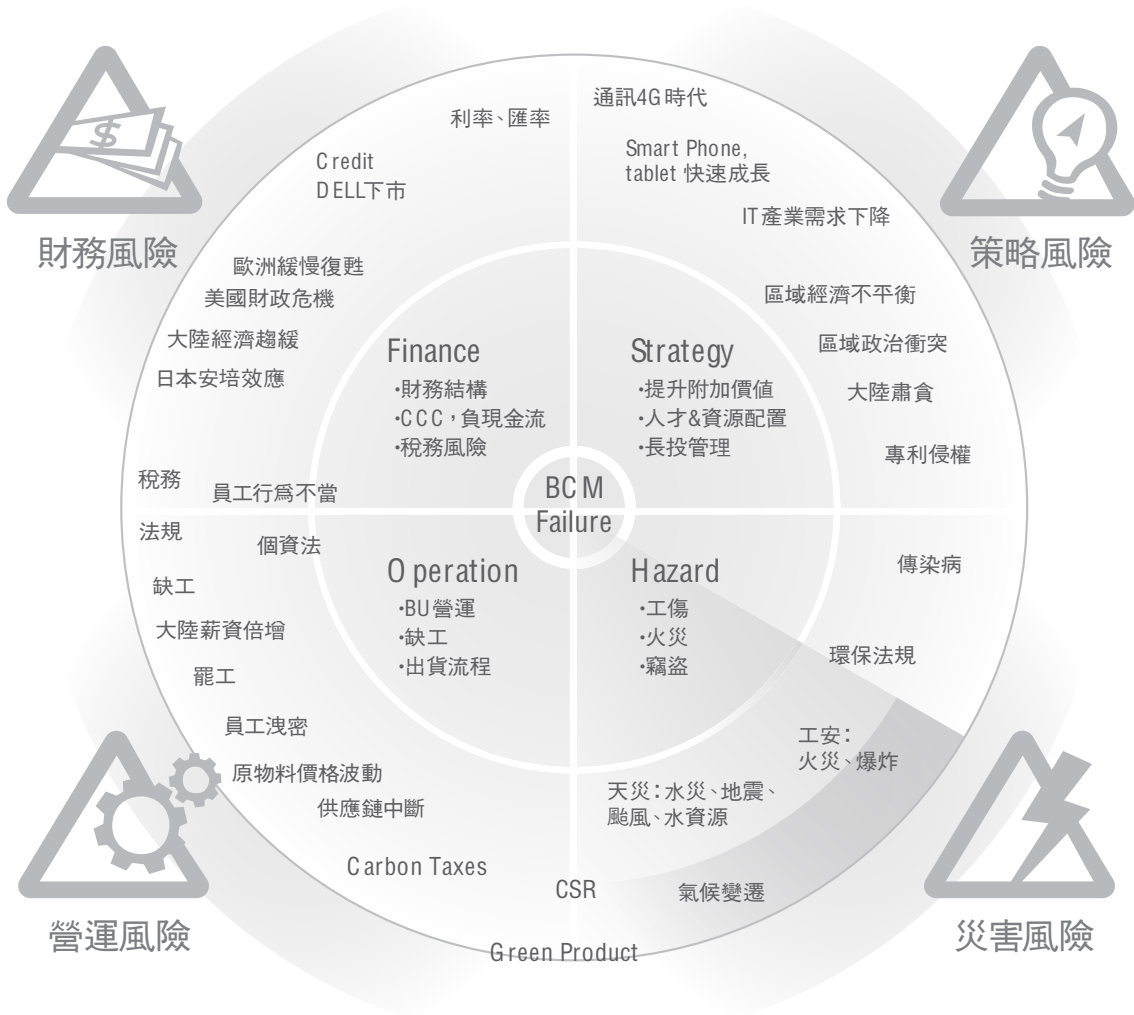 財務風險
利率、匯率
Credit
DELL下市
歐洲緩慢復甦
美國財政危機
大陸經濟趨緩
日本安培效應
稅務
員工行為不當
Finance
·財務結構
·CCC，負現金流
·稅務風險
策略風險
通訊4G時代
Smart Phone,
tablet 快速成長
IT產業需求下降
區域經濟不平衡
區域政治衝突
大陸肅貪
專利侵權
Strategy
·提升附加價值
·人才&資源配置
·長投管理
BCM
Failure
法規
個資法
缺工
大陸薪資倍增
罷工
員工洩密
原物料價格波動
供應鏈中斷
Carbon Taxes
Operation
·BU營運
·缺工
·出貨流程
營運風險
Hazard
·工傷
·火災
·竊盜
傳染病
環保法規
工安：
火災、爆炸
天災：水災、地震、
颱風、水資源
CSR
氣候變遷
Green Product
災害風險